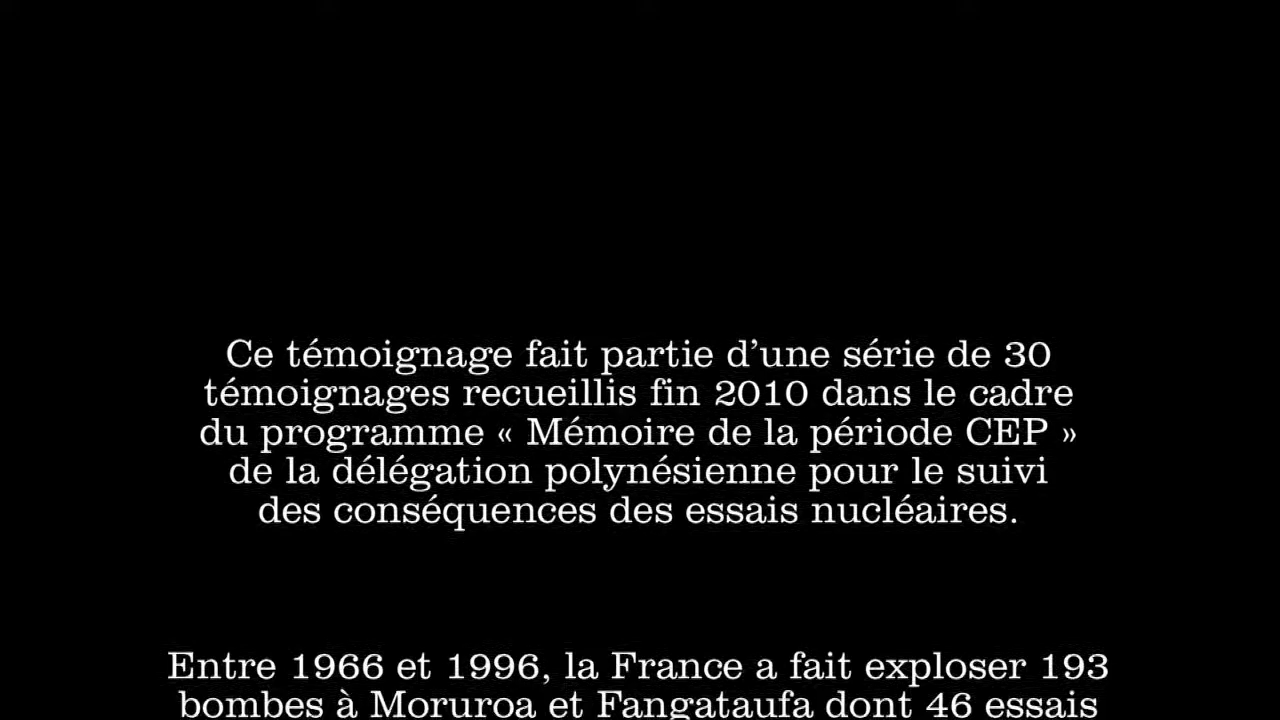 Ce témoignage fait partie d’une série de 30
témoignages recueillis fin 2010 dans le cadre
du programme « Mémoire de la période CEP »
de la délégation polynésienne pour le suivi
des conséquences des essais nucléaires.
Entre 1966 et 1996, la France a fait exploser 193
bombes à Moruroa et Fangataufa dont 46 essais